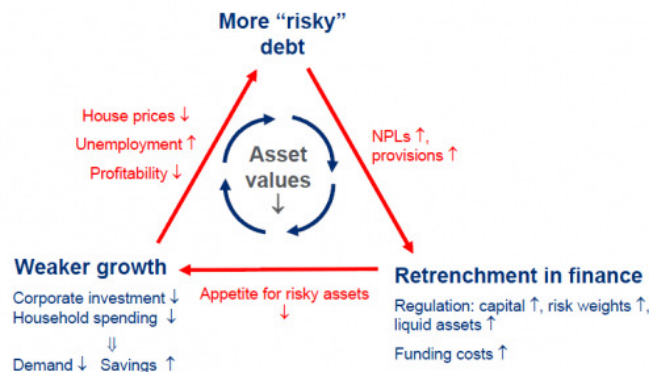 More “risky”
debt
House prices ↓
Unemployment ↑
Profitability ↓
Asset
values
↓
NPLs ↑,
provisions ↑
Weaker growth
Corporate investment ↓
Household spending ↓
⇓
Demand ↓ Savings ↑
Appetite for risky assets
↓
Retrenchment in finance
Regulation: capital ↑, risk weights ↑,
liquid assets ↑
Funding costs ↑